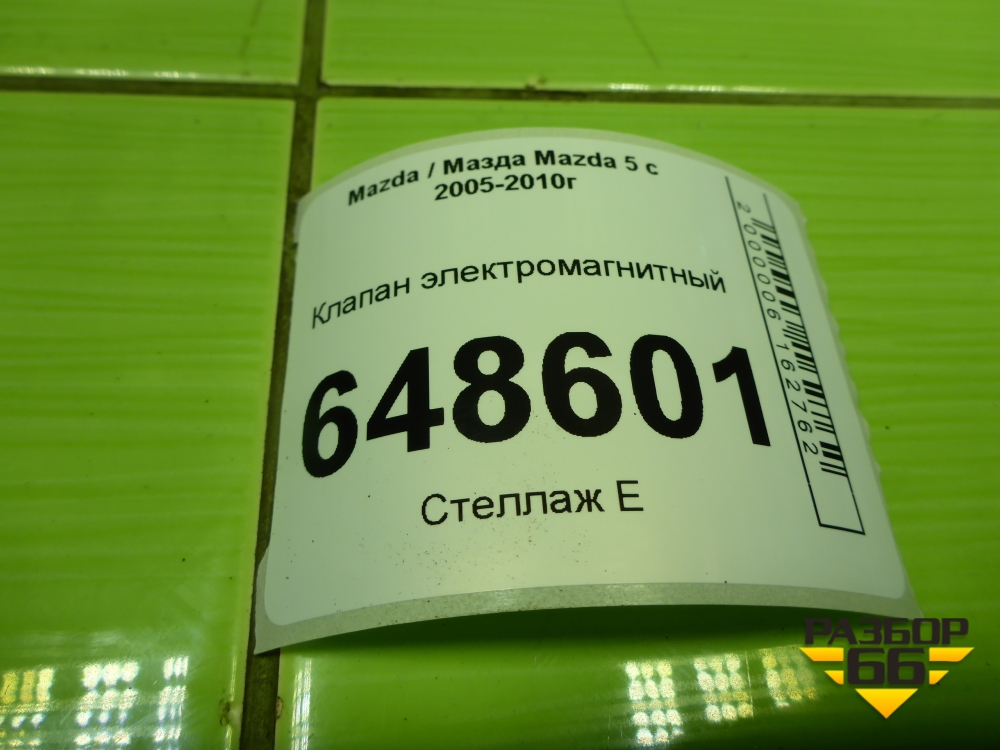 Mazda / Мазда Mazda 5 с
2005-2010г
Клапан электромагнитный
648601
Стеллаж Е
2000006162762
РАЗБОР
66